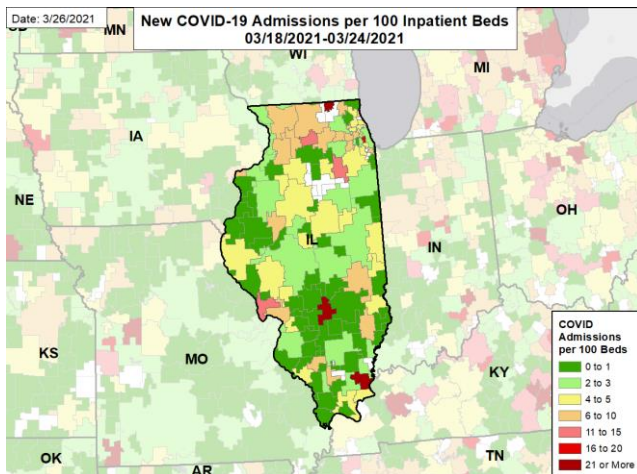 Date: 3/26/2021
New COVID-19 Admissions per 100 Inpatient Beds
03/18/2021-03/24/2021
MN
WI
MI
IA
NE
IL
IN
OH
KS
MO
KY
OK
AR
TN
COVID
Admissions
per 100 Beds
0 to 1
2 to 3
4 to 5
6 to 10
11 to 15
16 to 20
21 or More